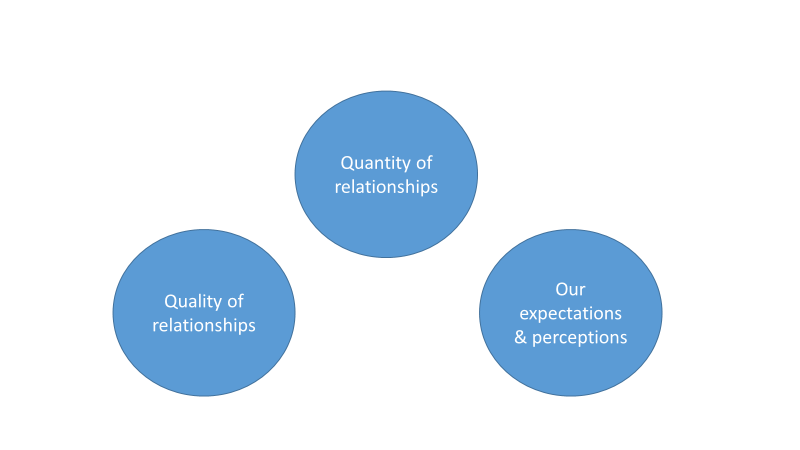 Quantity of
relationships
Quality of
relationships
Our
expectations
& perceptions